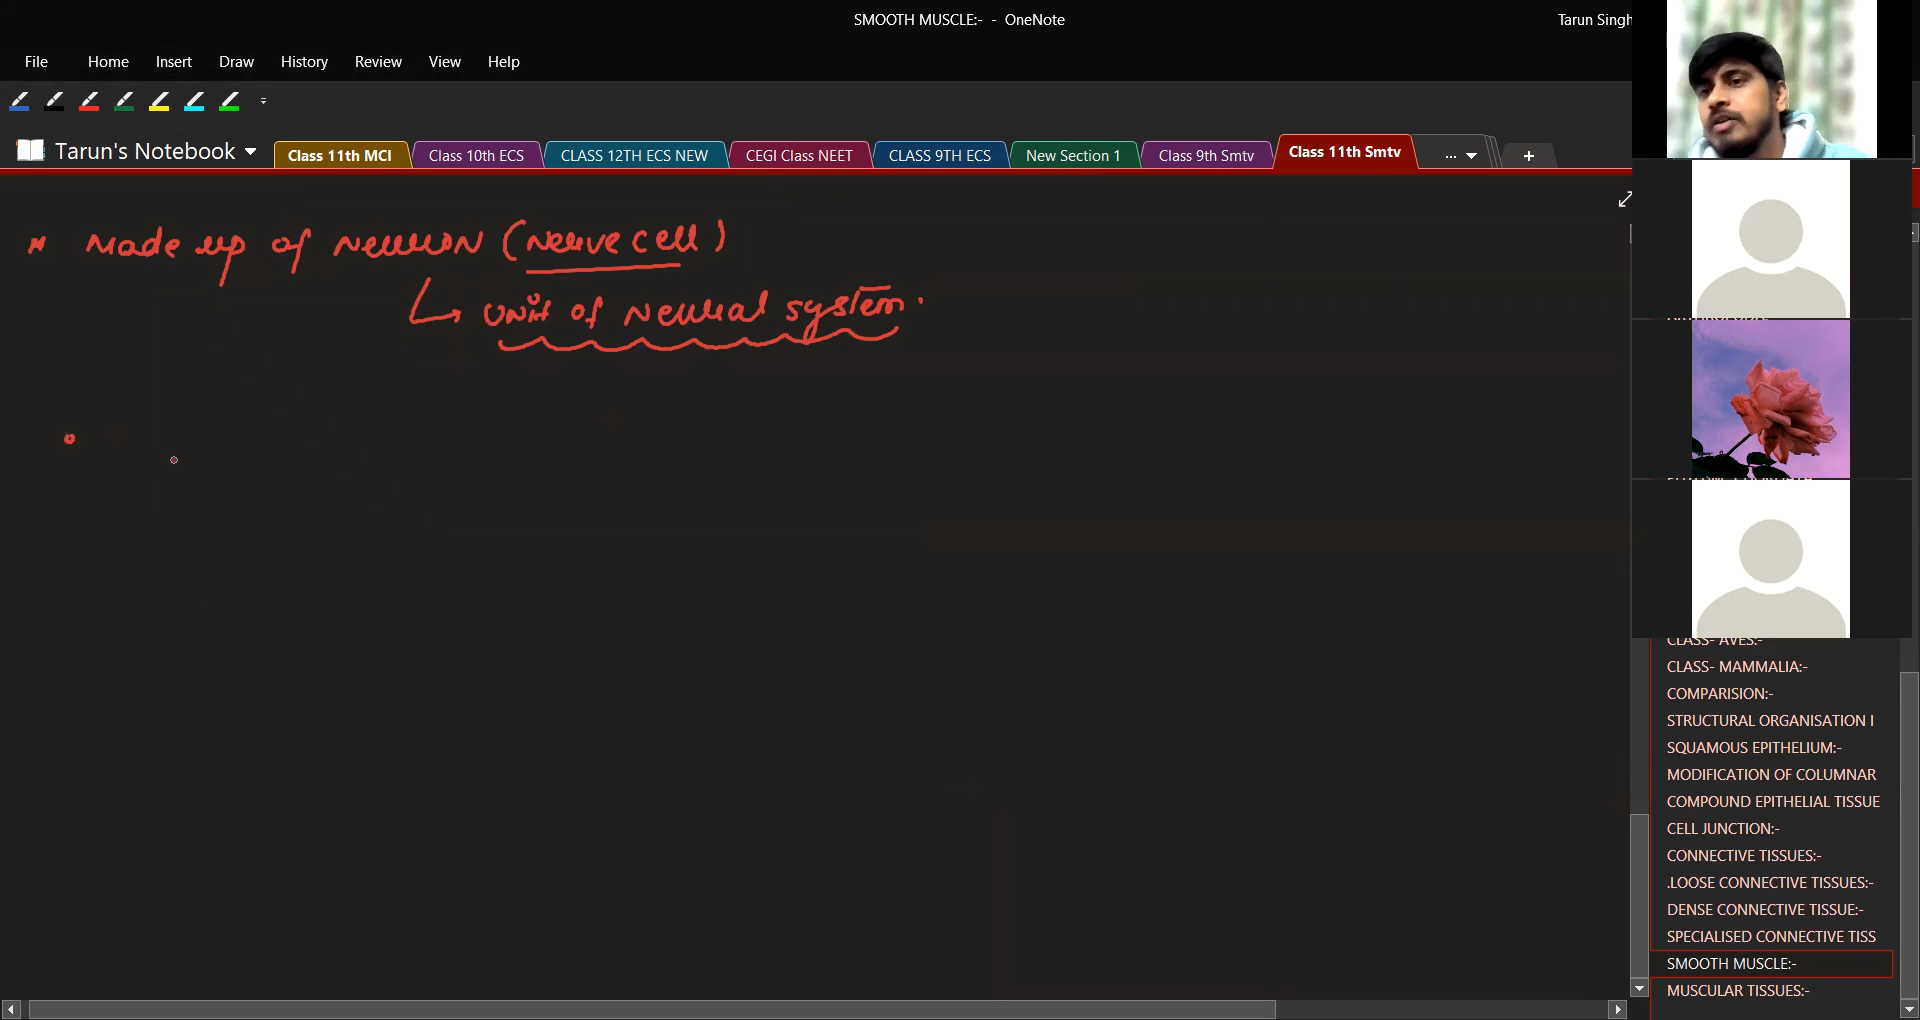 SMOOTH MUSCLE:- - OneNote
Tarun Singh
File Home Insert Draw History Review View Help
Tarun's Notebook
Class 11th MCI
Class 10th ECS
CLASS 12TH ECS NEW
CEGI Class NEET
CLASS 9TH ECS
New Section 1
Class 9th Smtv
Class 11th Smtv
...
+
* Made up of Neuron (Nerve cell)
↳ Unit of Neural system.
CLASS- AVES:-
CLASS- MAMMALIA:-
COMPARISION:-
STRUCTURAL ORGANISATION I
SQUAMOUS EPITHELIUM:-
MODIFICATION OF COLUMNAR
COMPOUND EPITHELIAL TISSUE
CELL JUNCTION:-
CONNECTIVE TISSUES:-
.LOOSE CONNECTIVE TISSUES:-
DENSE CONNECTIVE TISSUE:-
SPECIALISED CONNECTIVE TISS
SMOOTH MUSCLE:-
MUSCULAR TISSUES:-